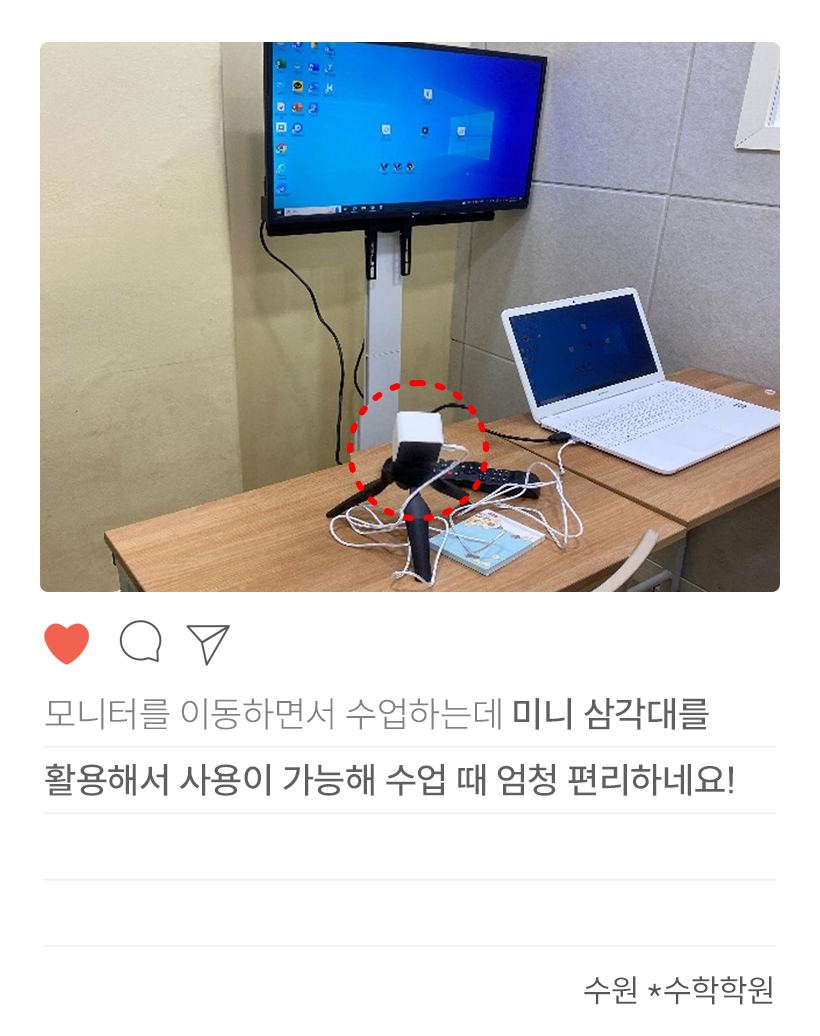 모니터를 이동하면서 수업하는데 미니 삼각대를
활용해서 사용이 가능해 수업 때 엄청 편리하네요!
수원 *수학학원